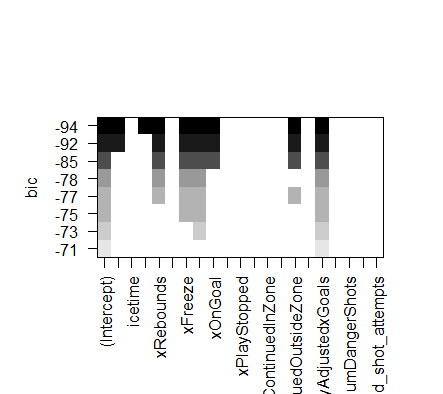 bic
-94
-92
-85
-78
-77
-75
-73
-71
(Intercept)
icetime
xRebounds
xFreeze
xOnGoal
xPlayStopped
ContinuedInZone
uedOutsideZone
yAdjustedxGoals
umDangerShots
d_shot_attempts